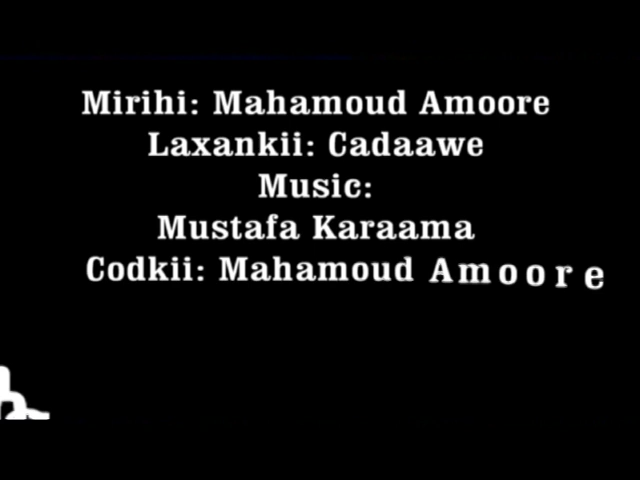 Mirihi: Mahamoud Amoore
Laxankii: Cadaawe
Music:
Mustafa Karaama
Codkii: Mahamoud Amoore